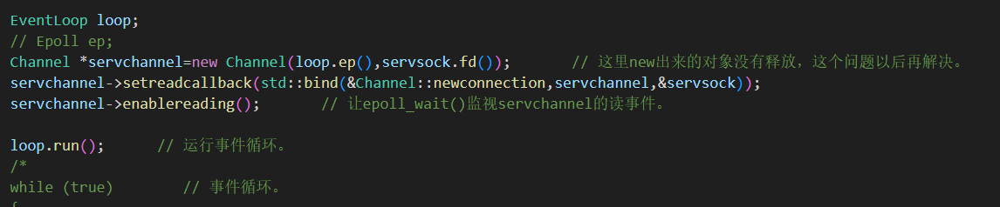 EventLoop loop;
// Epoll ep;
Channel *servchannel=new Channel(loop.ep(),servsock.fd());       // 这里new出来的对象没有释放，这个问题以后再解决。
servchannel->setreadcallback(std::bind(&Channel::newconnection,servchannel,&servsock));
servchannel->enablereading();       // 让epoll_wait()监视servchannel的读事件。
loop.run();      // 运行事件循环。
/*
while (true)        // 事件循环。